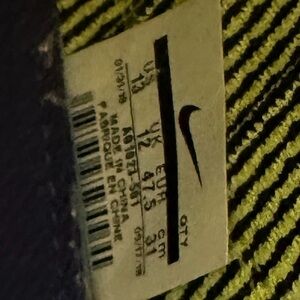 QTY
US UK EUR cm
13 12 47.5 31
MADE IN CHINA
FABRIQUE EN CHINE